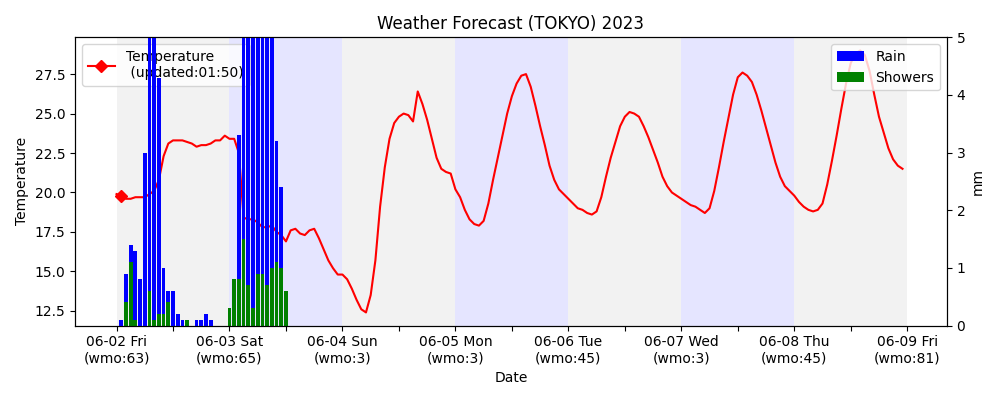 Weather Forecast (TOKYO) 2023
Temperature
(updated:01:50)
Rain
Showers
Temperature
27.5
25.0
22.5
20.0
17.5
15.0
12.5
5
4
3
2
1
0
mm
06-02 Fri
(wmo:63)
06-03 Sat
(wmo:65)
06-04 Sun
(wmo:3)
06-05 Mon
(wmo:3)
06-06 Tue
(wmo:45)
06-07 Wed
(wmo:3)
06-08 Thu
(wmo:45)
06-09 Fri
(wmo:81)
Date